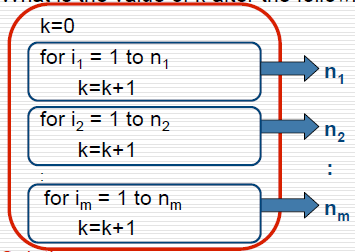 k=0
for i₁ = 1 to n₁
k=k+1
n₁
for i₂ = 1 to n₂
k=k+1
n₂
:
:
for iₘ = 1 to nₘ
k=k+1
nₘ